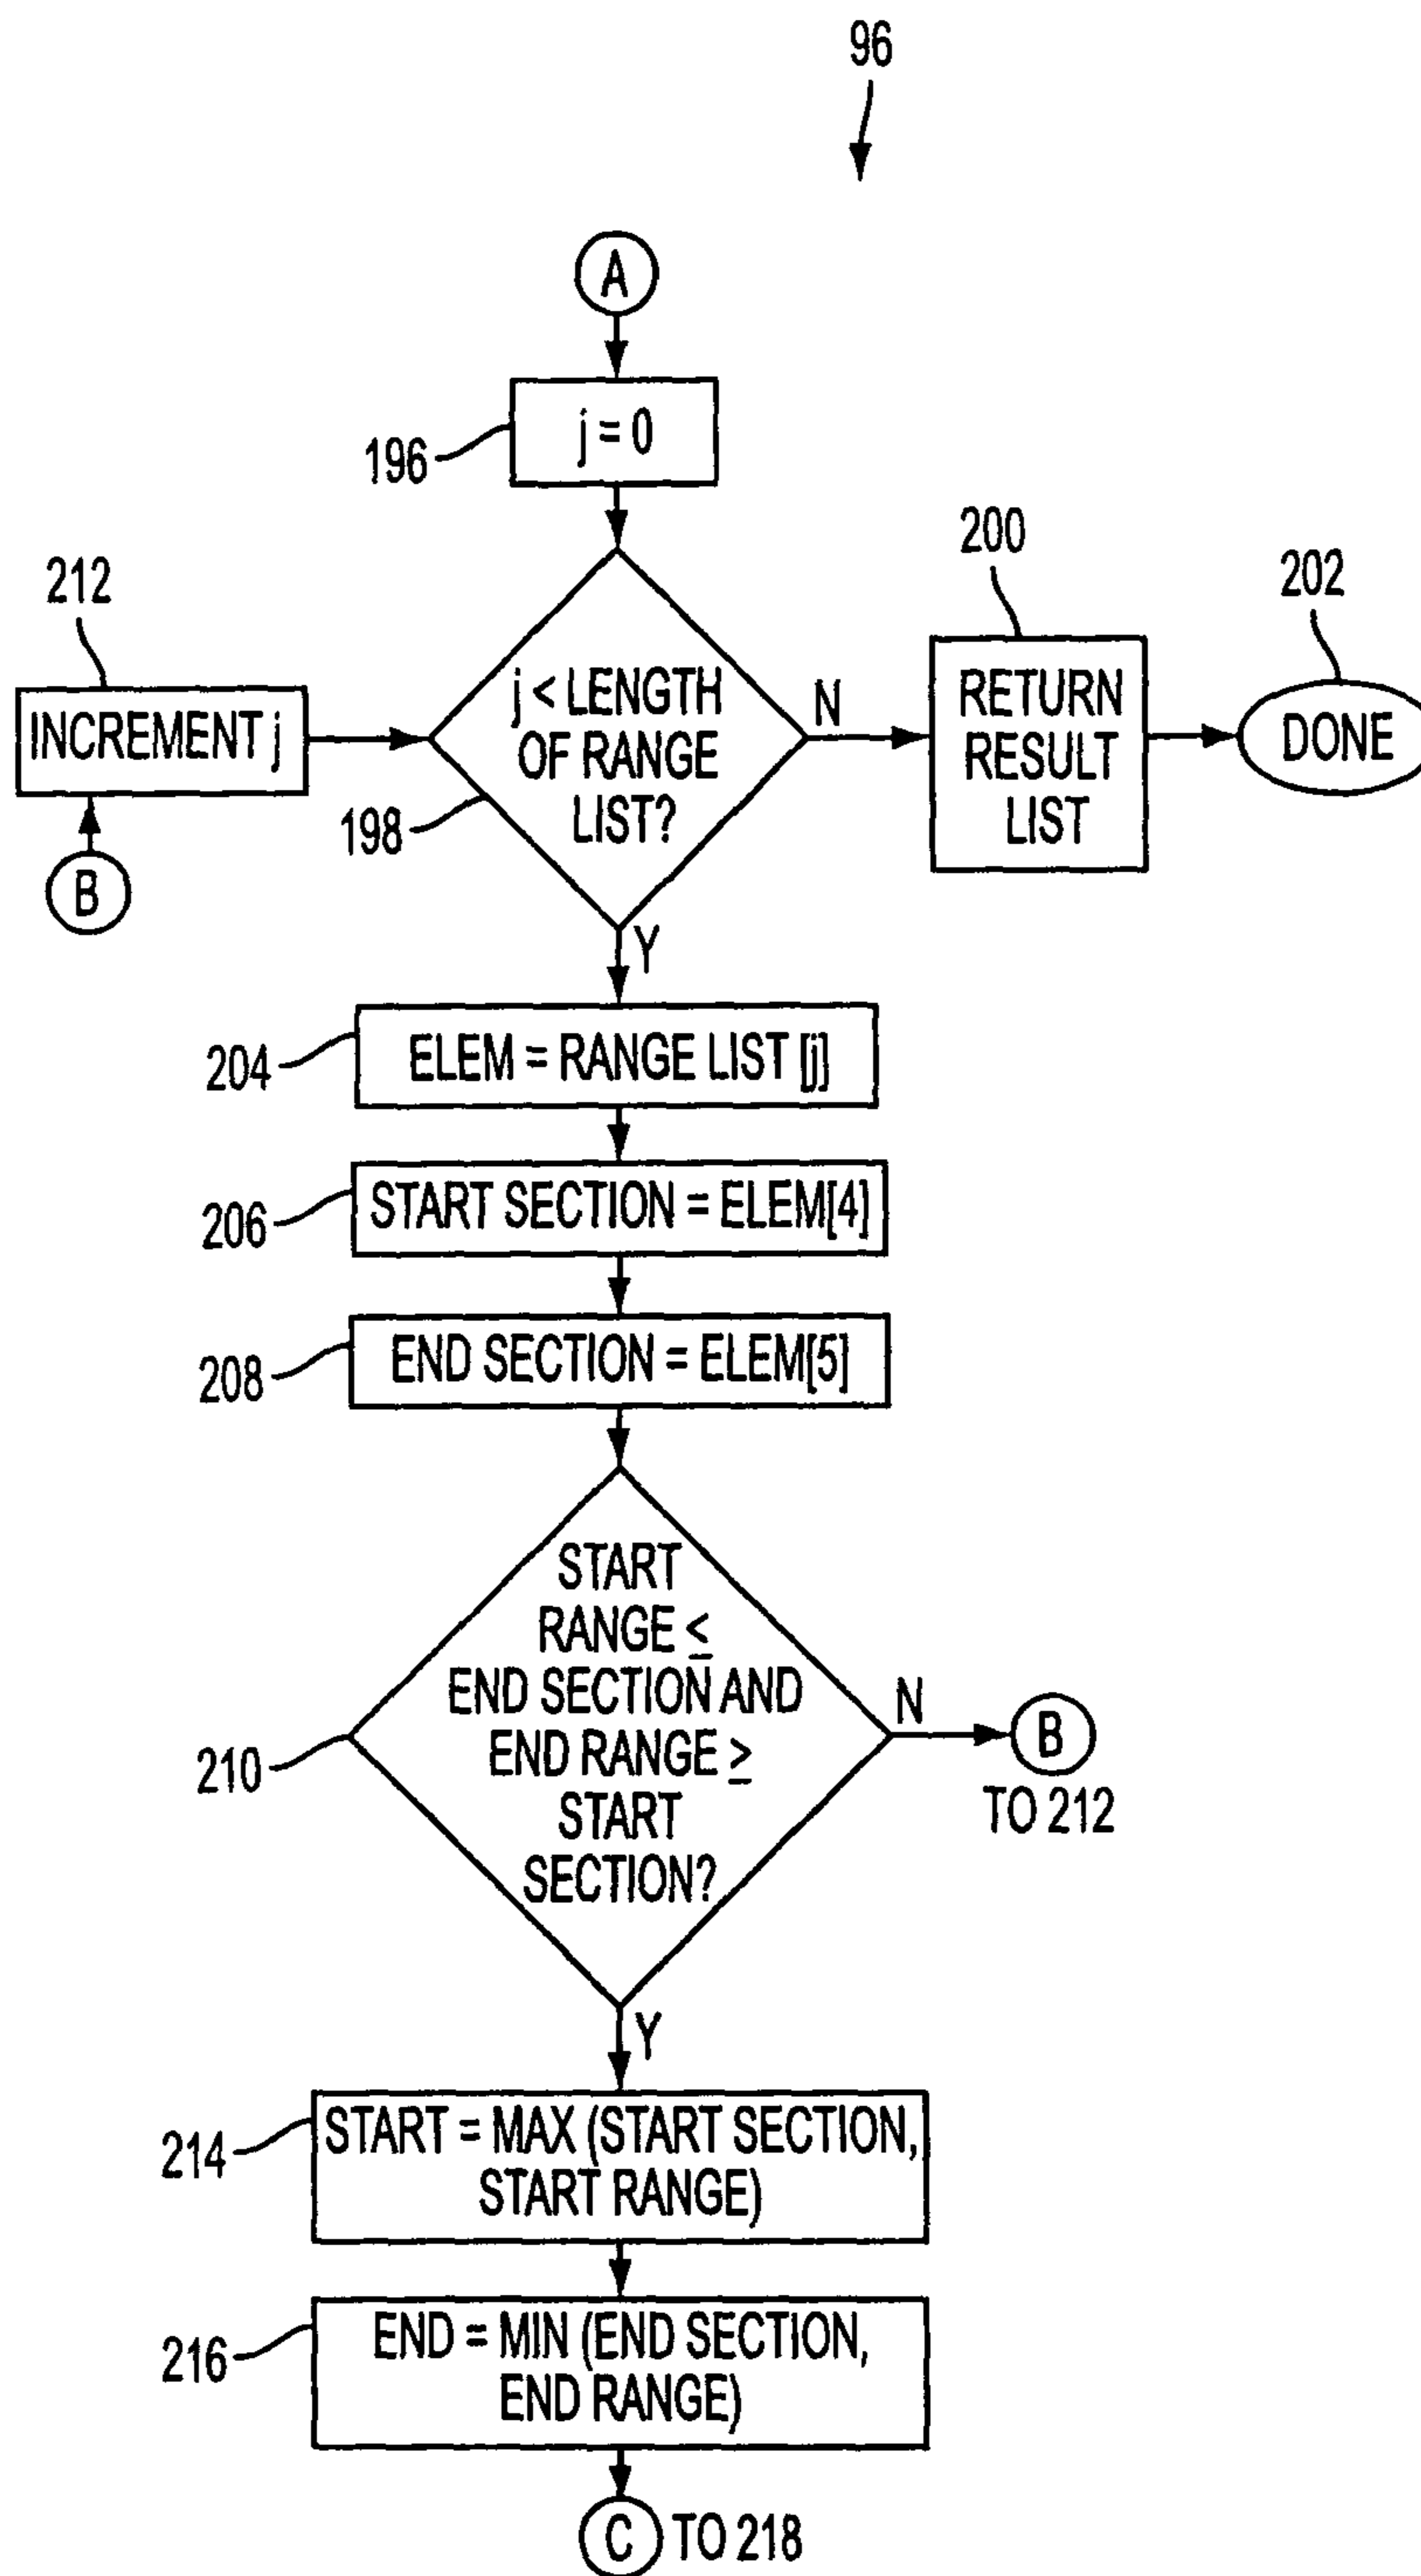 96
A
196
j = 0
200
202
212
INCREMENT j
j < LENGTH
OF RANGE
LIST?
N
RETURN
RESULT
LIST
DONE
198
B
Y
204
ELEM = RANGE LIST [j]
206
START SECTION = ELEM[4]
208
END SECTION = ELEM[5]
START
RANGE ≤
END SECTION AND
END RANGE ≥
START
SECTION?
210
N
B
TO 212
Y
214
START = MAX (START SECTION,
START RANGE)
216
END = MIN (END SECTION,
END RANGE)
C TO 218